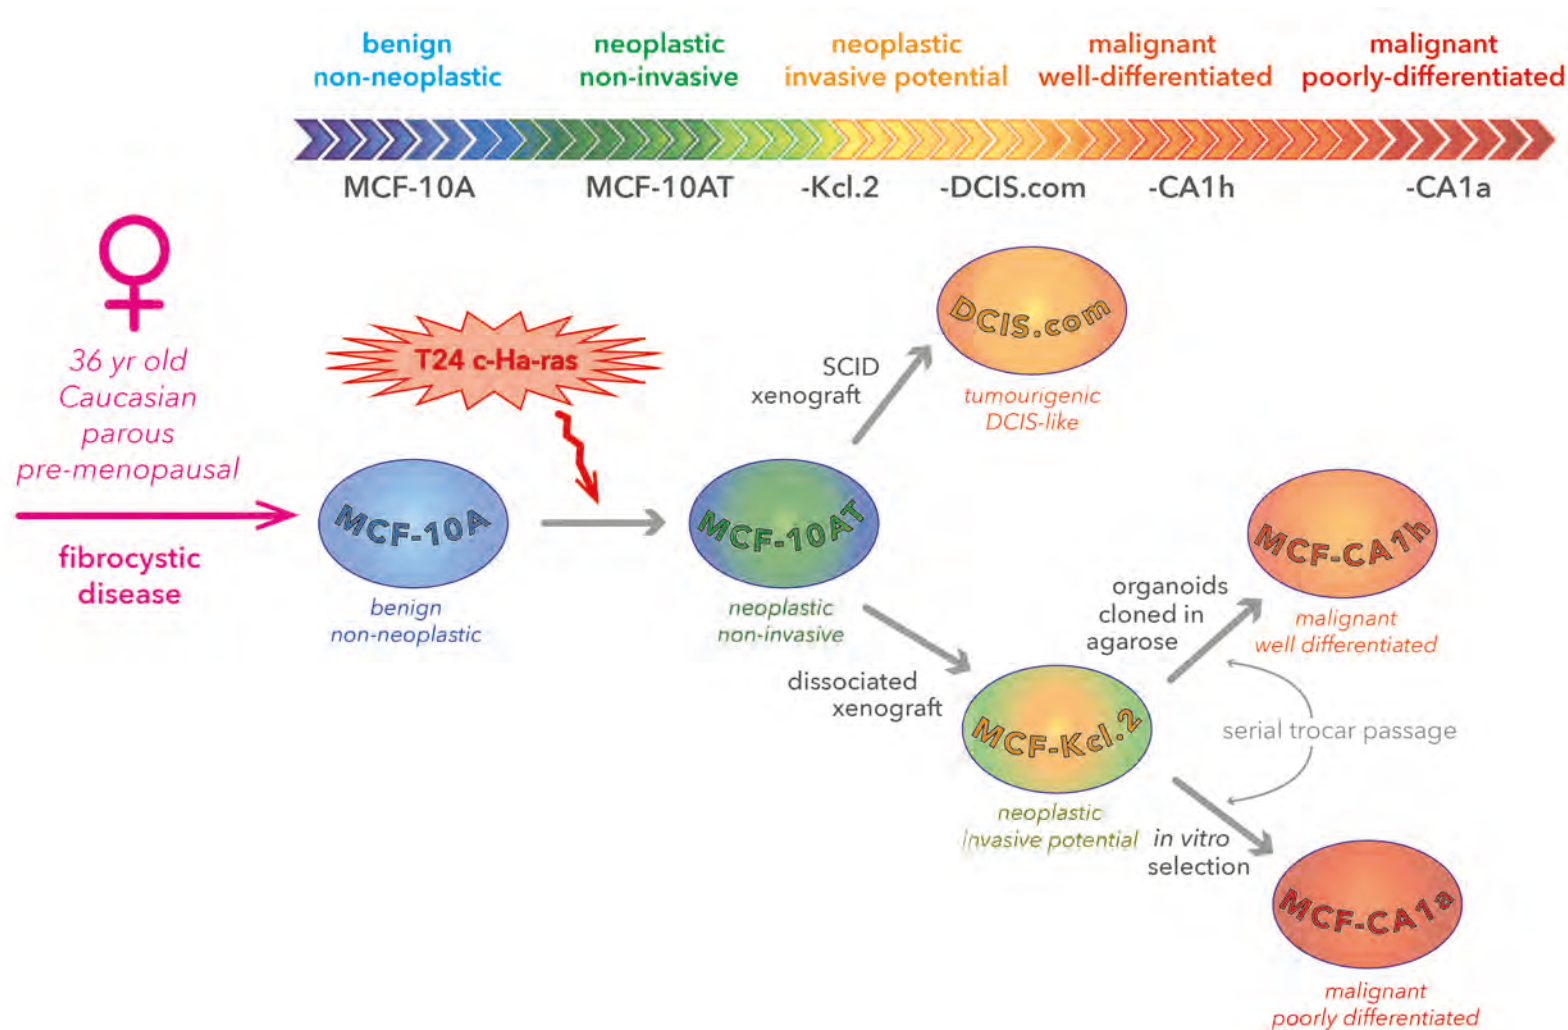 benign
non-neoplastic
neoplastic
non-invasive
neoplastic
invasive potential
malignant
well-differentiated
malignant
poorly-differentiated
MCF-10A
MCF-10AT
-Kcl.2
-DCIS.com
-CA1h
-CA1a
36 yr old
Caucasian
parous
pre-menopausal
fibrocystic
disease
T24 c-Ha-ras
MCF-10A
benign
non-neoplastic
MCF-10AT
neoplastic
non-invasive
SCID
xenograft
DCIS.com
tumourigenic
DCIS-like
dissociated
xenograft
MCF-Kcl.2
neoplastic
invasive potential
organoids
cloned in
agarose
MCF-CA1h
malignant
well differentiated
serial trocar passage
in vitro
selection
MCF-CA1a
malignant
poorly differentiated